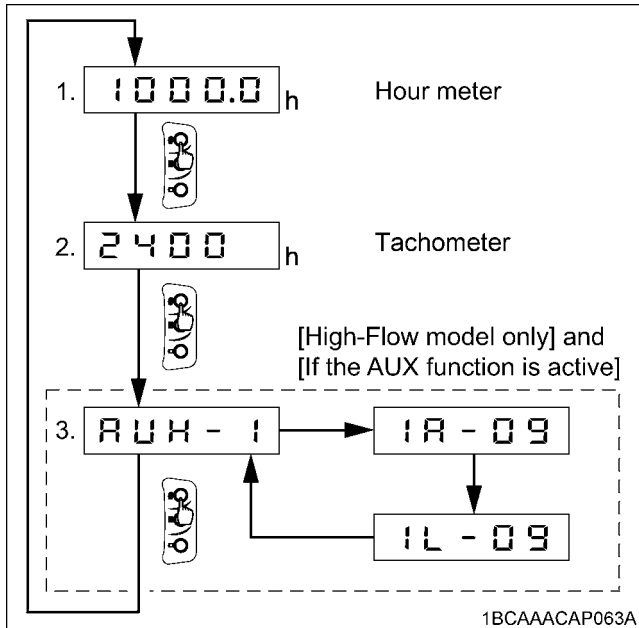 1. 1000.0 h Hour meter
2. 2400 h Tachometer
[High-Flow model only] and
[If the AUX function is active]
3. AUX-1 1A-09
1L-09
1BCAAACAP063A